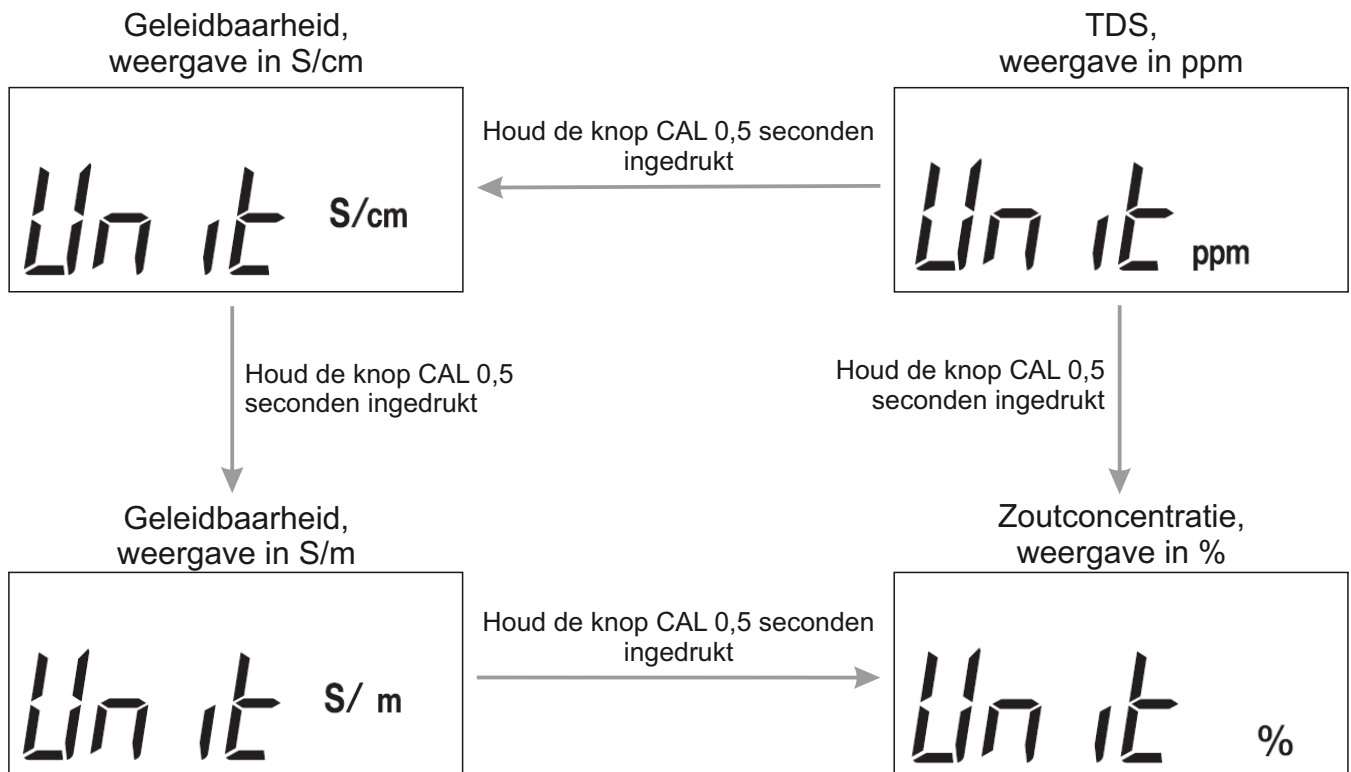 Geleidbaarheid,
weergave in S/cm
TDS,
weergave in ppm
Unit S/cm
Houd de knop CAL 0,5 seconden
ingedrukt
Unit ppm
Houd de knop CAL 0,5
seconden ingedrukt
Houd de knop CAL 0,5
seconden ingedrukt
Geleidbaarheid,
weergave in S/m
Zoutconcentratie,
weergave in %
Unit S/ m
Houd de knop CAL 0,5 seconden
ingedrukt
Unit %